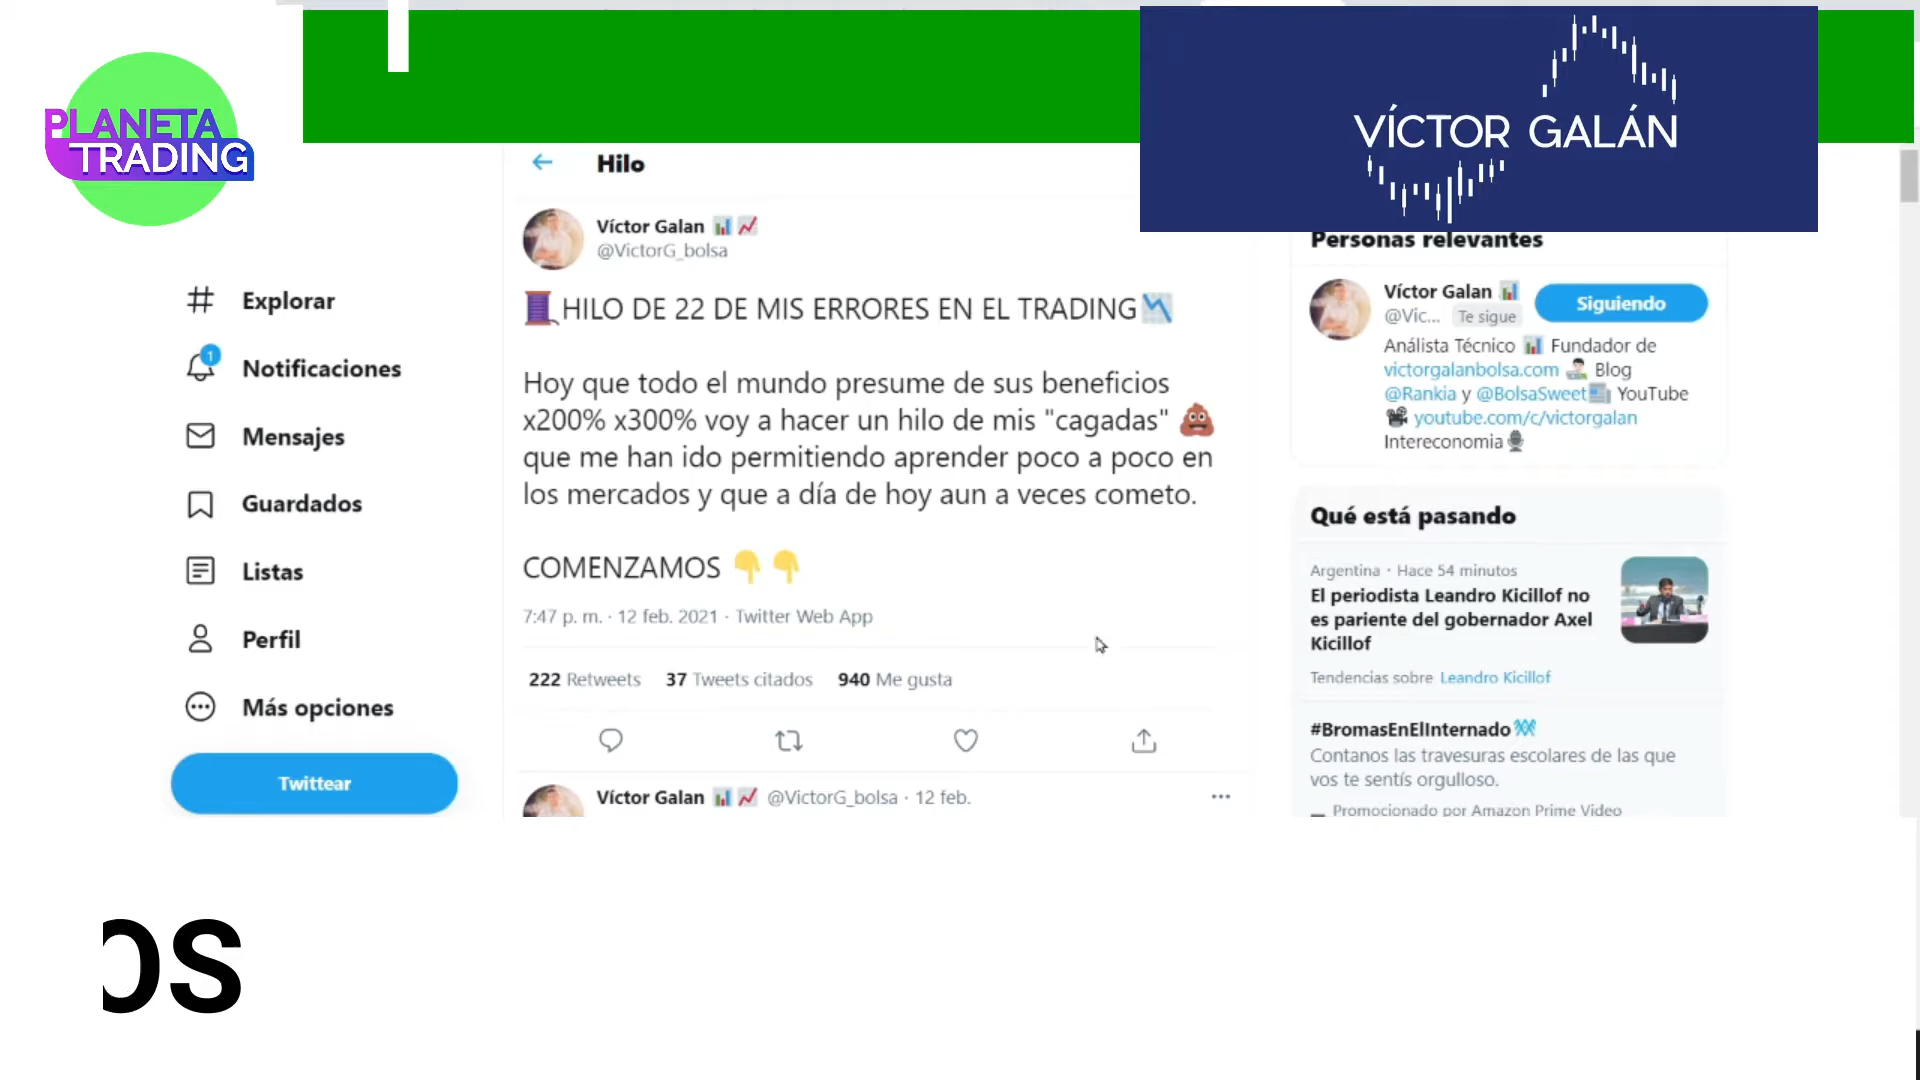 PLANETA
TRADING
VÍCTOR GALÁN
Hilo
Víctor Galan
@VictorG_bolsa
HILO DE 22 DE MIS ERRORES EN EL TRADING
Hoy que todo el mundo presume de sus beneficios
x200% x300% voy a hacer un hilo de mis "cagadas"
que me han ido permitiendo aprender poco a poco en
los mercados y que a día de hoy aun a veces cometo.
COMENZAMOS
7:47 p. m. · 12 feb. 2021 · Twitter Web App
222 Retweets 37 Tweets citados 940 Me gusta
Víctor Galan @VictorG_bolsa · 12 feb.
Explorar
1
Notificaciones
Mensajes
Guardados
Listas
Perfil
Más opciones
Twittear
Personas relevantes
Víctor Galan
@Vic... Te sigue
Siguiendo
Análista Técnico Fundador de
victorgalanbolsa.com Blog
@Rankia y @BolsaSweet YouTube
youtube.com/c/victorgalan
Intereconomia
Qué está pasando
Argentina · Hace 54 minutos
El periodista Leandro Kicillof no
es pariente del gobernador Axel
Kicillof
Tendencias sobre Leandro Kicillof
#BromasEnElInternado
Contanos las travesuras escolares de las que
vos te sentís orgulloso.
Promocionado por Amazon Prime Video
os